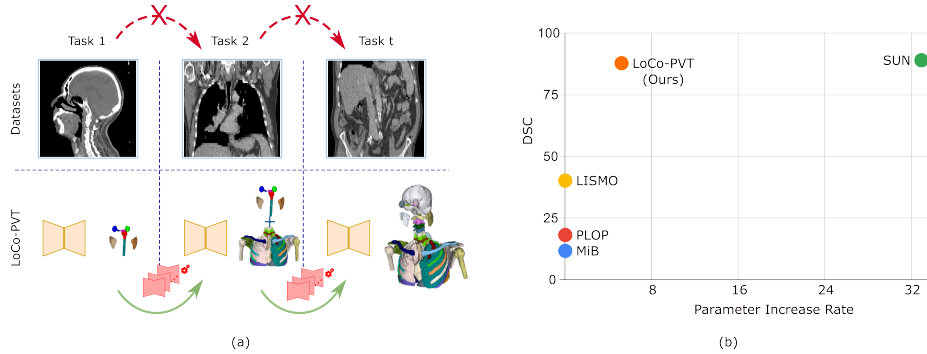 Task 1
Task 2
Task t
Datasets
LoCo-PVT
(a)
100
75
50
25
0
DSC
LoCo-PVT
(Ours)
SUN
LISMO
PLOP
MiB
8
16
24
32
Parameter Increase Rate
(b)